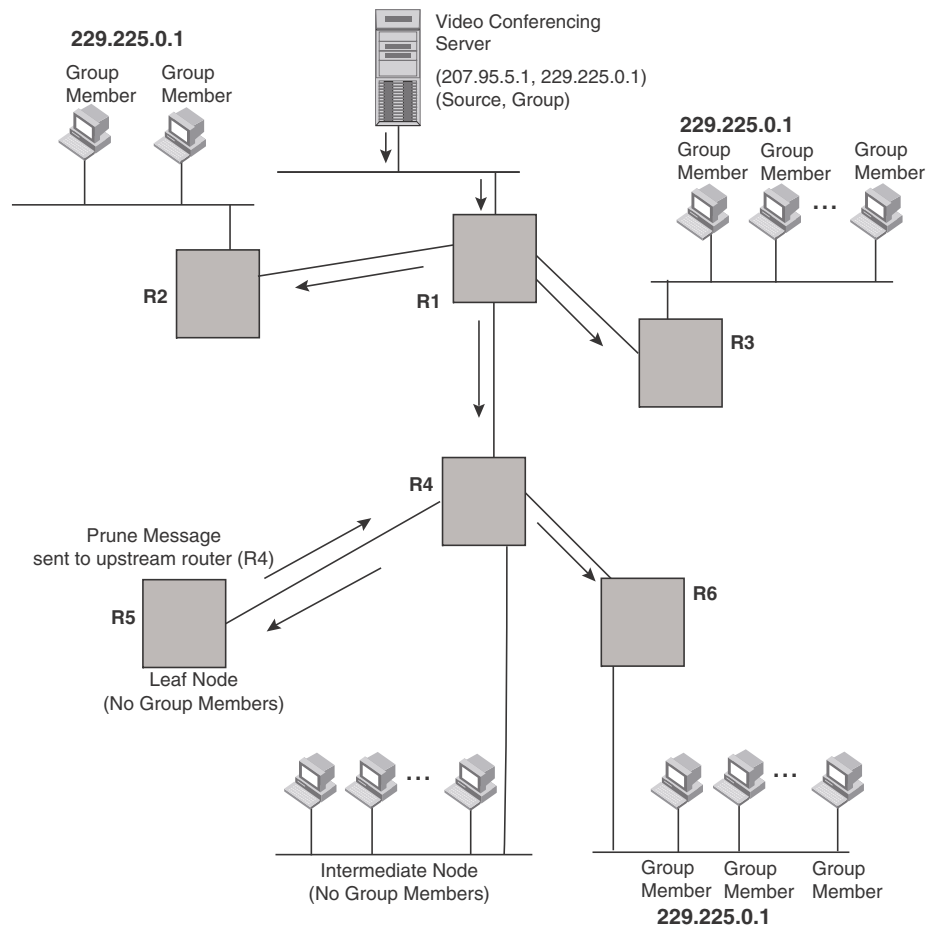 229.225.0.1
Group
Member
Group
Member
Video Conferencing
Server
(207.95.5.1, 229.225.0.1)
(Source, Group)
229.225.0.1
Group
Member
Group
Member
...
Group
Member
R2
R1
R3
R4
Prune Message
sent to upstream router (R4)
R5
Leaf Node
(No Group Members)
R6
...
Intermediate Node
(No Group Members)
...
Group
Member
Group
Member
Group
Member
229.225.0.1